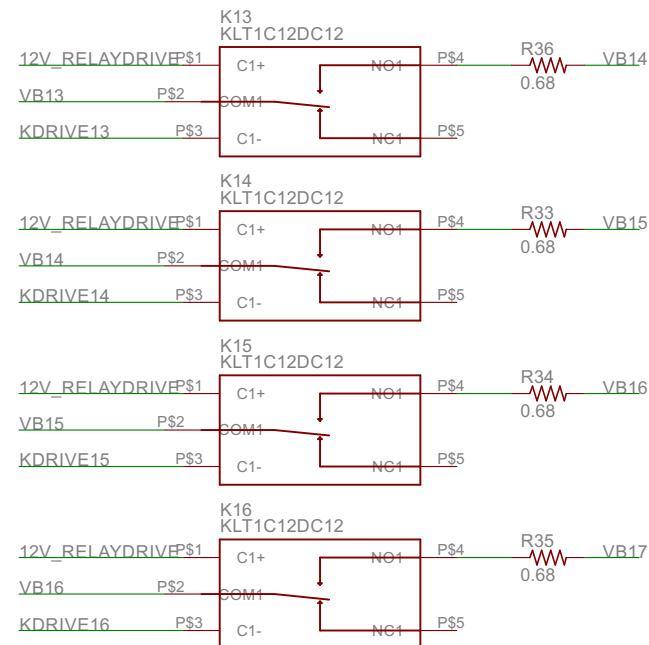 K13
KLT1C12DC12
12V_RELAYDRIVE P$1 C1+ NO1 P$4 R36 VB14
0.68
VB13 P$2 COM1
KDRIVE13 P$3 C1- NC1 P$5
K14
KLT1C12DC12
12V_RELAYDRIVE P$1 C1+ NO1 P$4 R33 VB15
0.68
VB14 P$2 COM1
KDRIVE14 P$3 C1- NC1 P$5
K15
KLT1C12DC12
12V_RELAYDRIVE P$1 C1+ NO1 P$4 R34 VB16
0.68
VB15 P$2 COM1
KDRIVE15 P$3 C1- NC1 P$5
K16
KLT1C12DC12
12V_RELAYDRIVE P$1 C1+ NO1 P$4 R35 VB17
0.68
VB16 P$2 COM1
KDRIVE16 P$3 C1- NC1 P$5